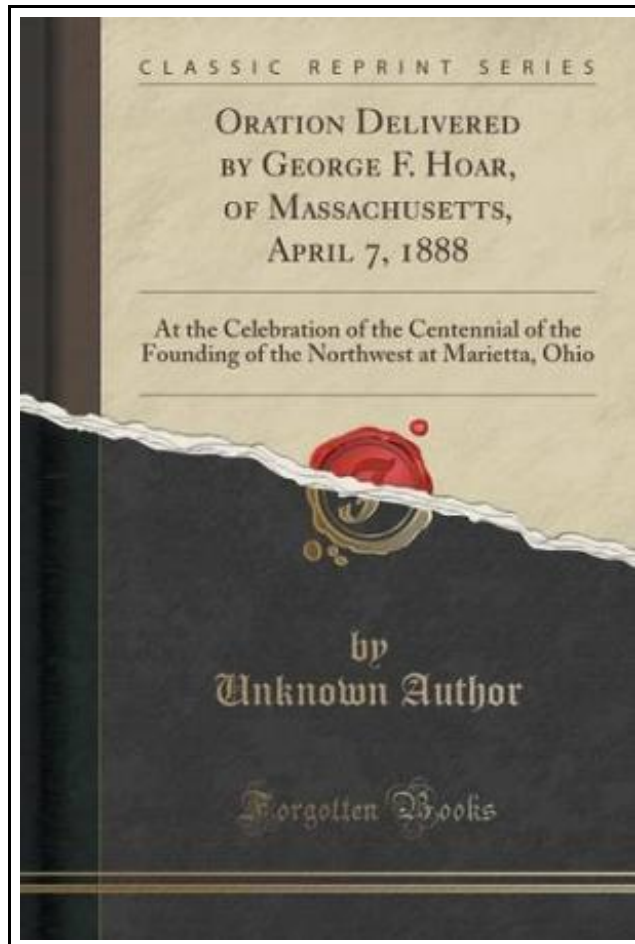 CLASSIC REPRINT SERIES
ORATION DELIVERED
BY GEORGE F. HOAR,
OF MASSACHUSETTS,
APRIL 7, 1888
At the Celebration of the Centennial of the
Founding of the Northwest at Marietta, Ohio
by
Unknown Author
Forgotten Books